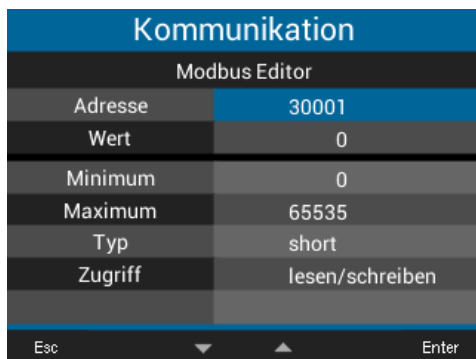 Kommunikation
Modbus Editor
Adresse 30001
Wert 0
Minimum 0
Maximum 65535
Typ short
Zugriff lesen/schreiben
Esc Enter